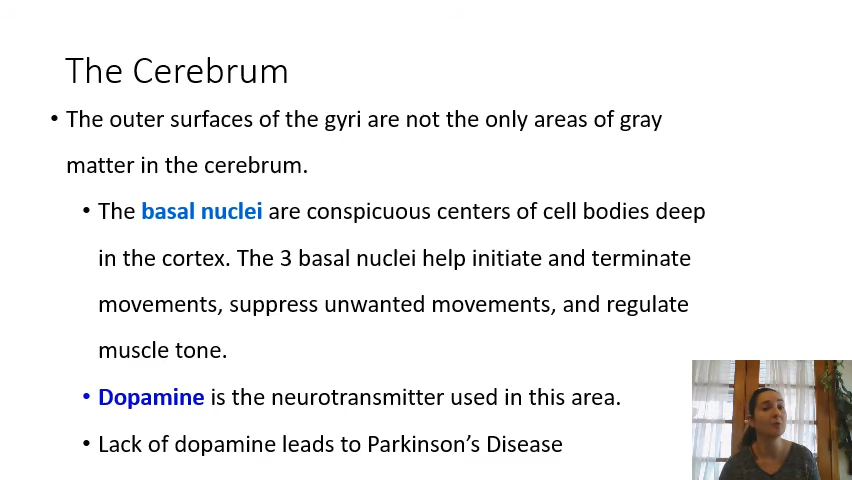 The Cerebrum
• The outer surfaces of the gyri are not the only areas of gray
matter in the cerebrum.
• The basal nuclei are conspicuous centers of cell bodies deep
in the cortex. The 3 basal nuclei help initiate and terminate
movements, suppress unwanted movements, and regulate
muscle tone.
• Dopamine is the neurotransmitter used in this area.
• Lack of dopamine leads to Parkinson’s Disease